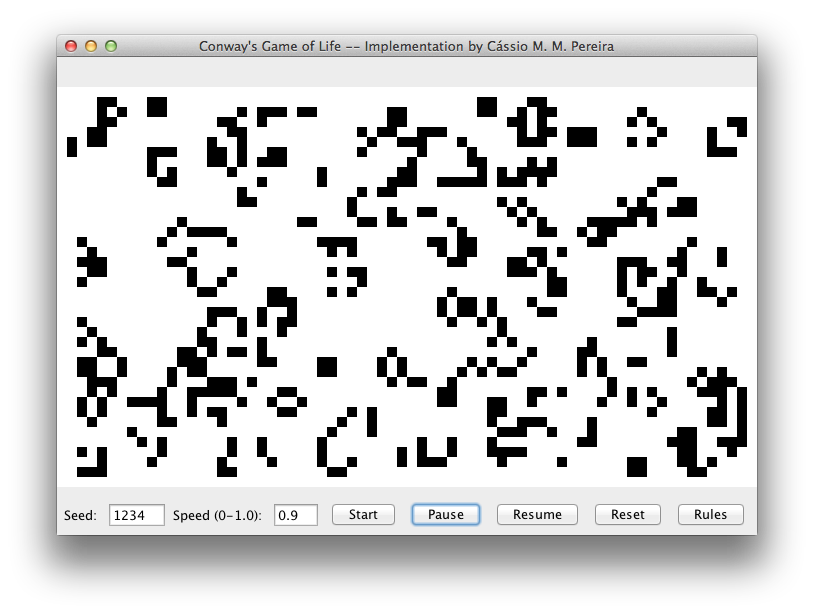 Conway's Game of Life -- Implementation by Cássio M. M. Pereira
Seed: 1234 Speed (0-1.0): 0.9 Start Pause Resume Reset Rules